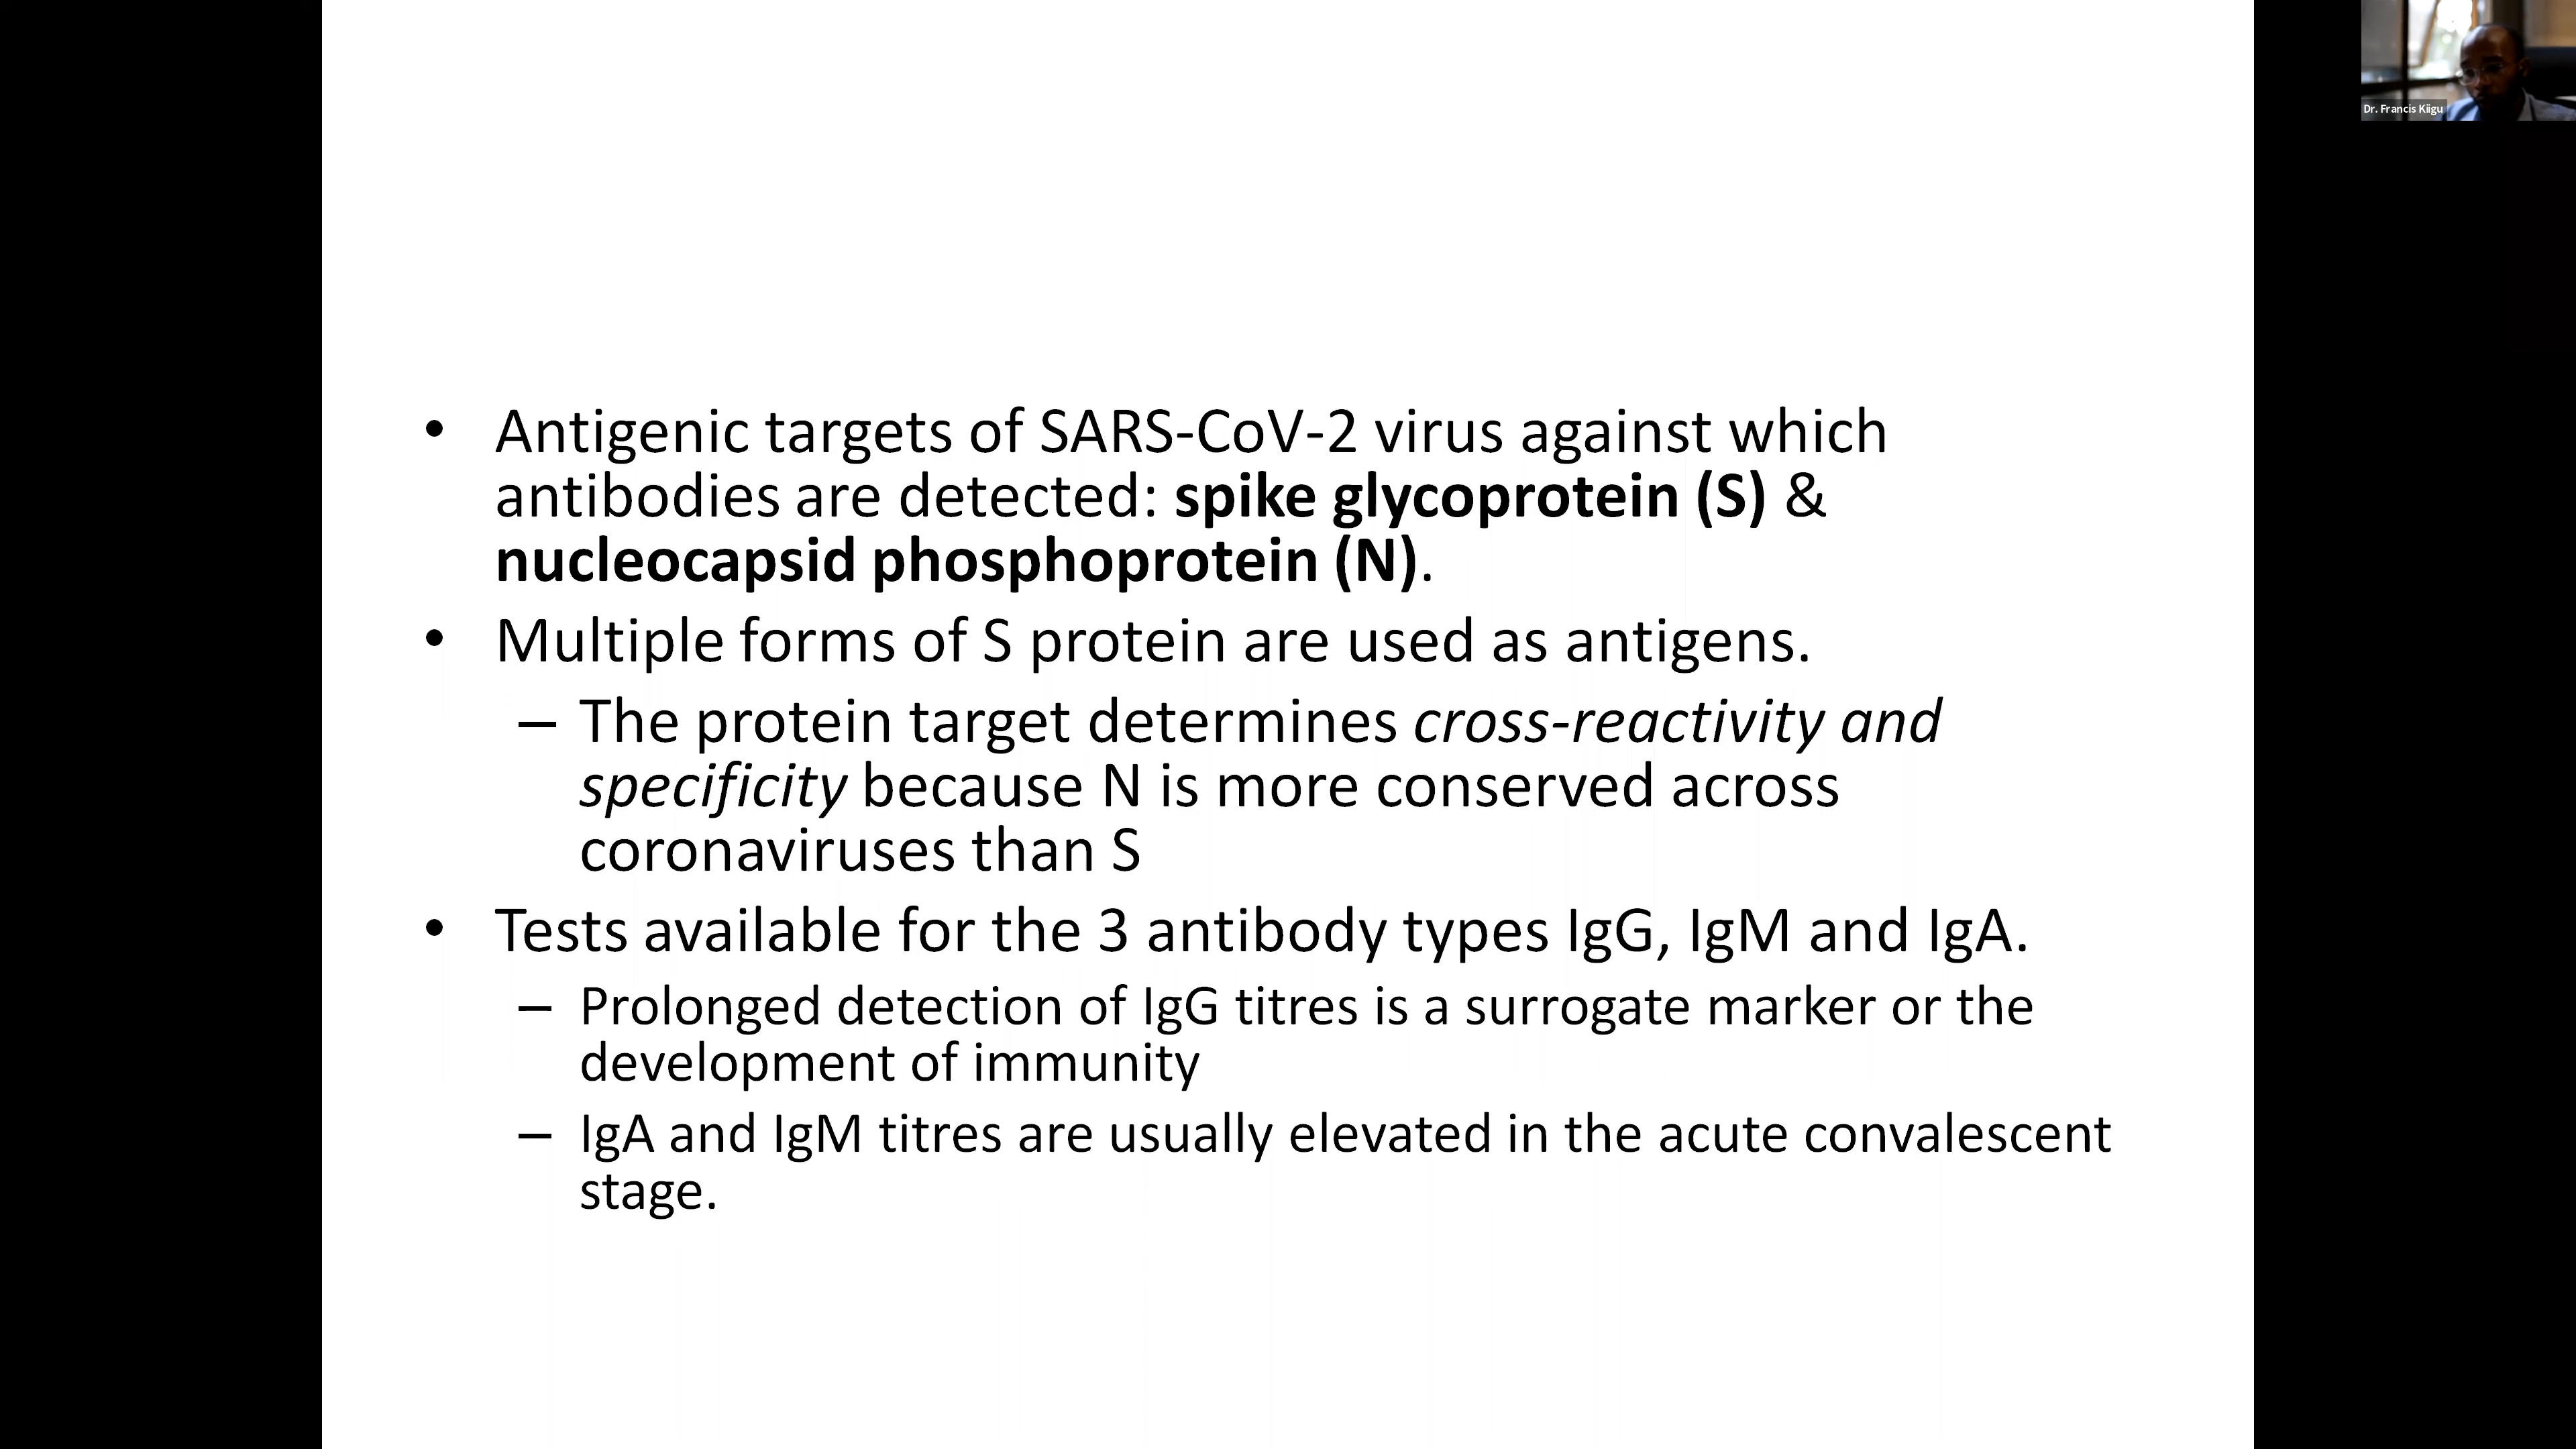 Dr. Francis Kiigu
• Antigenic targets of SARS-CoV-2 virus against which
antibodies are detected: spike glycoprotein (S) &
nucleocapsid phosphoprotein (N).
• Multiple forms of S protein are used as antigens.
– The protein target determines cross-reactivity and
specificity because N is more conserved across
coronaviruses than S
• Tests available for the 3 antibody types IgG, IgM and IgA.
– Prolonged detection of IgG titres is a surrogate marker or the
development of immunity
– IgA and IgM titres are usually elevated in the acute convalescent
stage.